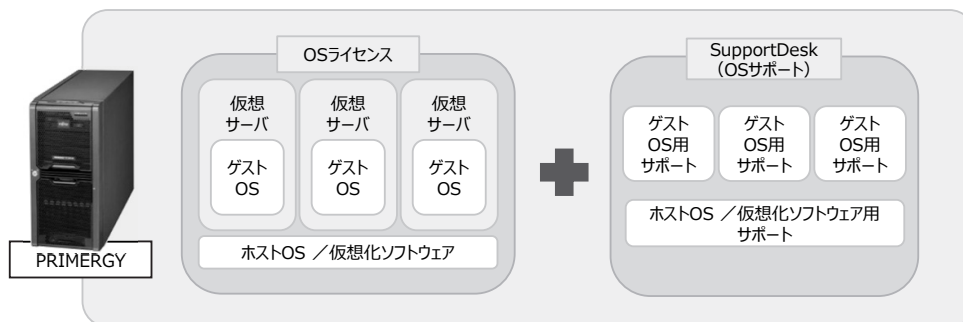 OSライセンス
仮想
サーバ
ゲスト
OS
仮想
サーバ
ゲスト
OS
仮想
サーバ
ゲスト
OS
ホストOS ／仮想化ソフトウェア
PRIMERGY
SupportDesk
（OSサポート）
ゲスト
OS用
サポート
ゲスト
OS用
サポート
ゲスト
OS用
サポート
ホストOS ／仮想化ソフトウェア用
サポート